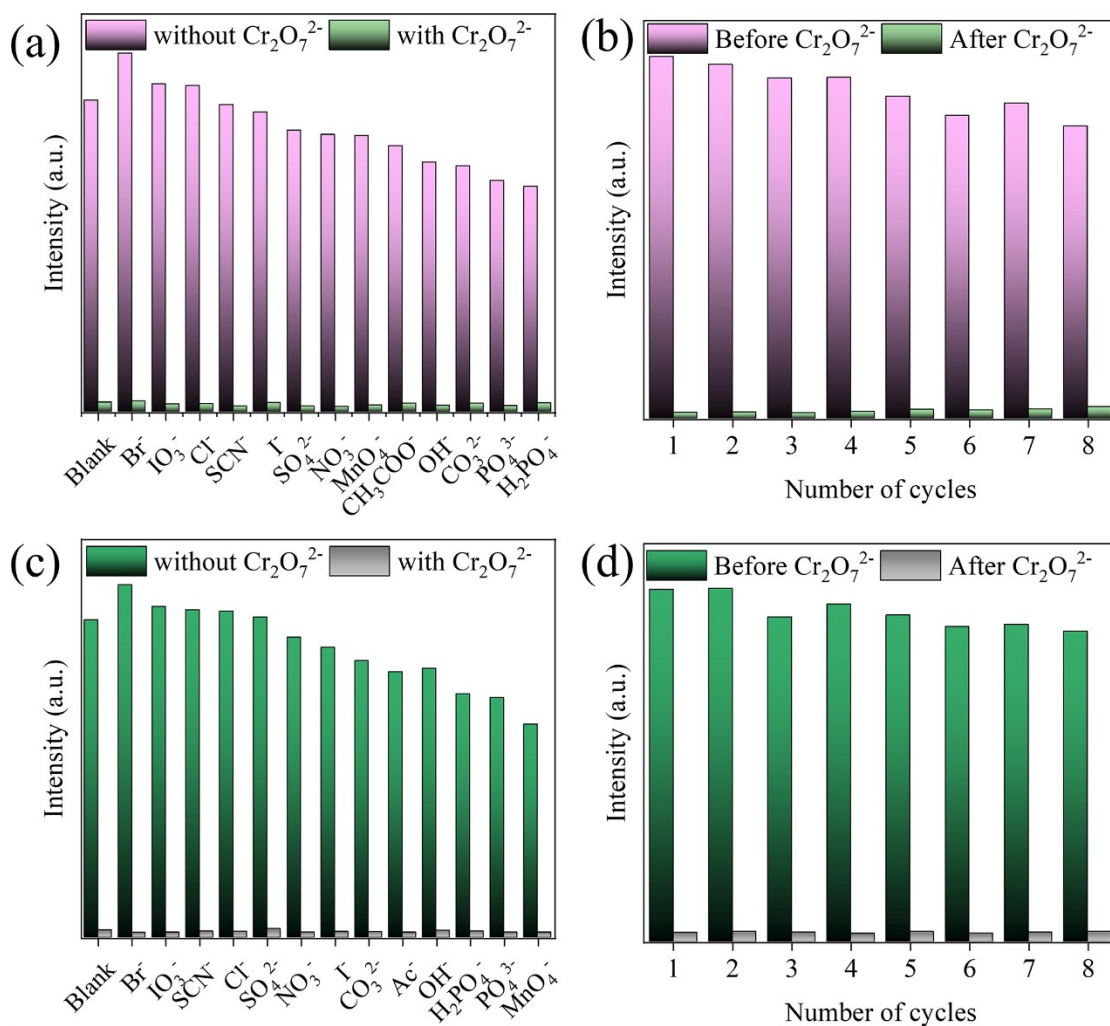 (a)
without Cr₂O₇²⁻ with Cr₂O₇²⁻
Intensity (a.u.)
Blank Br⁻ IO₃⁻ Cl⁻ SCN⁻ I⁻ SO₄²⁻ NO₃⁻ MnO₄⁻ CH₃COO⁻ OH⁻ CO₃²⁻ PO₄³⁻ H₂PO₄⁻
(b)
Before Cr₂O₇²⁻ After Cr₂O₇²⁻
Intensity (a.u.)
1 2 3 4 5 6 7 8
Number of cycles
(c)
without Cr₂O₇²⁻ with Cr₂O₇²⁻
Intensity (a.u.)
Blank Br⁻ IO₃⁻ SCN⁻ Cl⁻ SO₄²⁻ NO₃⁻ I⁻ CO₃²⁻ Ac⁻ OH⁻ H₂PO₄⁻ PO₄³⁻ MnO₄⁻
(d)
Before Cr₂O₇²⁻ After Cr₂O₇²⁻
Intensity (a.u.)
1 2 3 4 5 6 7 8
Number of cycles